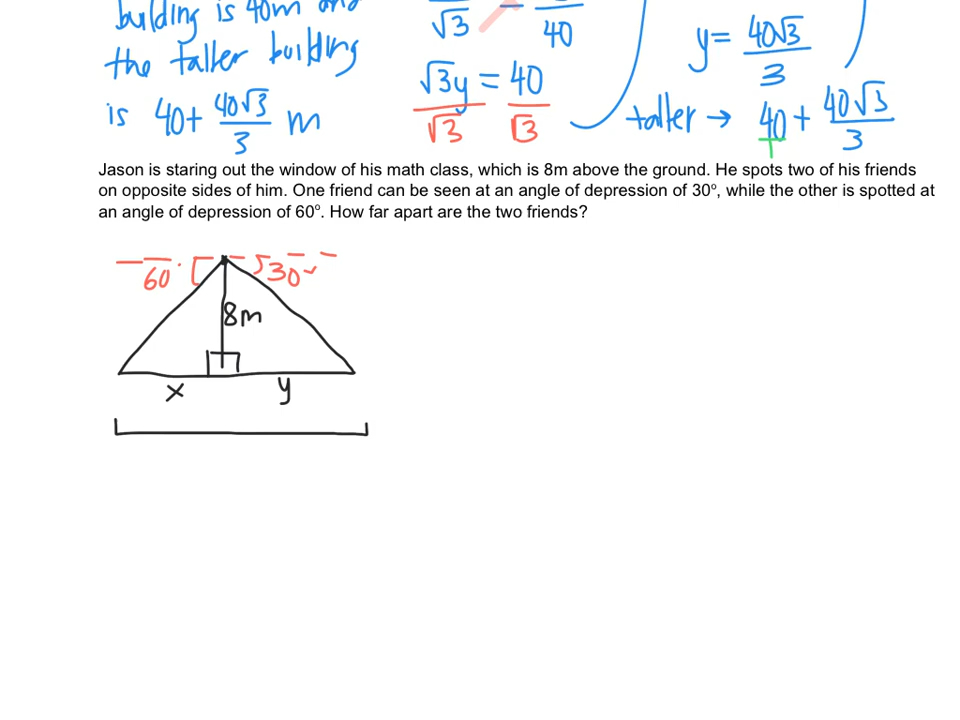 building is 40m and
the taller building
is 40+ 40√3/3 m
√3 = 40
√3y = 40
√3 √3
y= 40√3/3
taller → 40+ 40√3/3
Jason is staring out the window of his math class, which is 8m above the ground. He spots two of his friends
on opposite sides of him. One friend can be seen at an angle of depression of 30º, while the other is spotted at
an angle of depression of 60º. How far apart are the two friends?
60° 30°
8m
x y